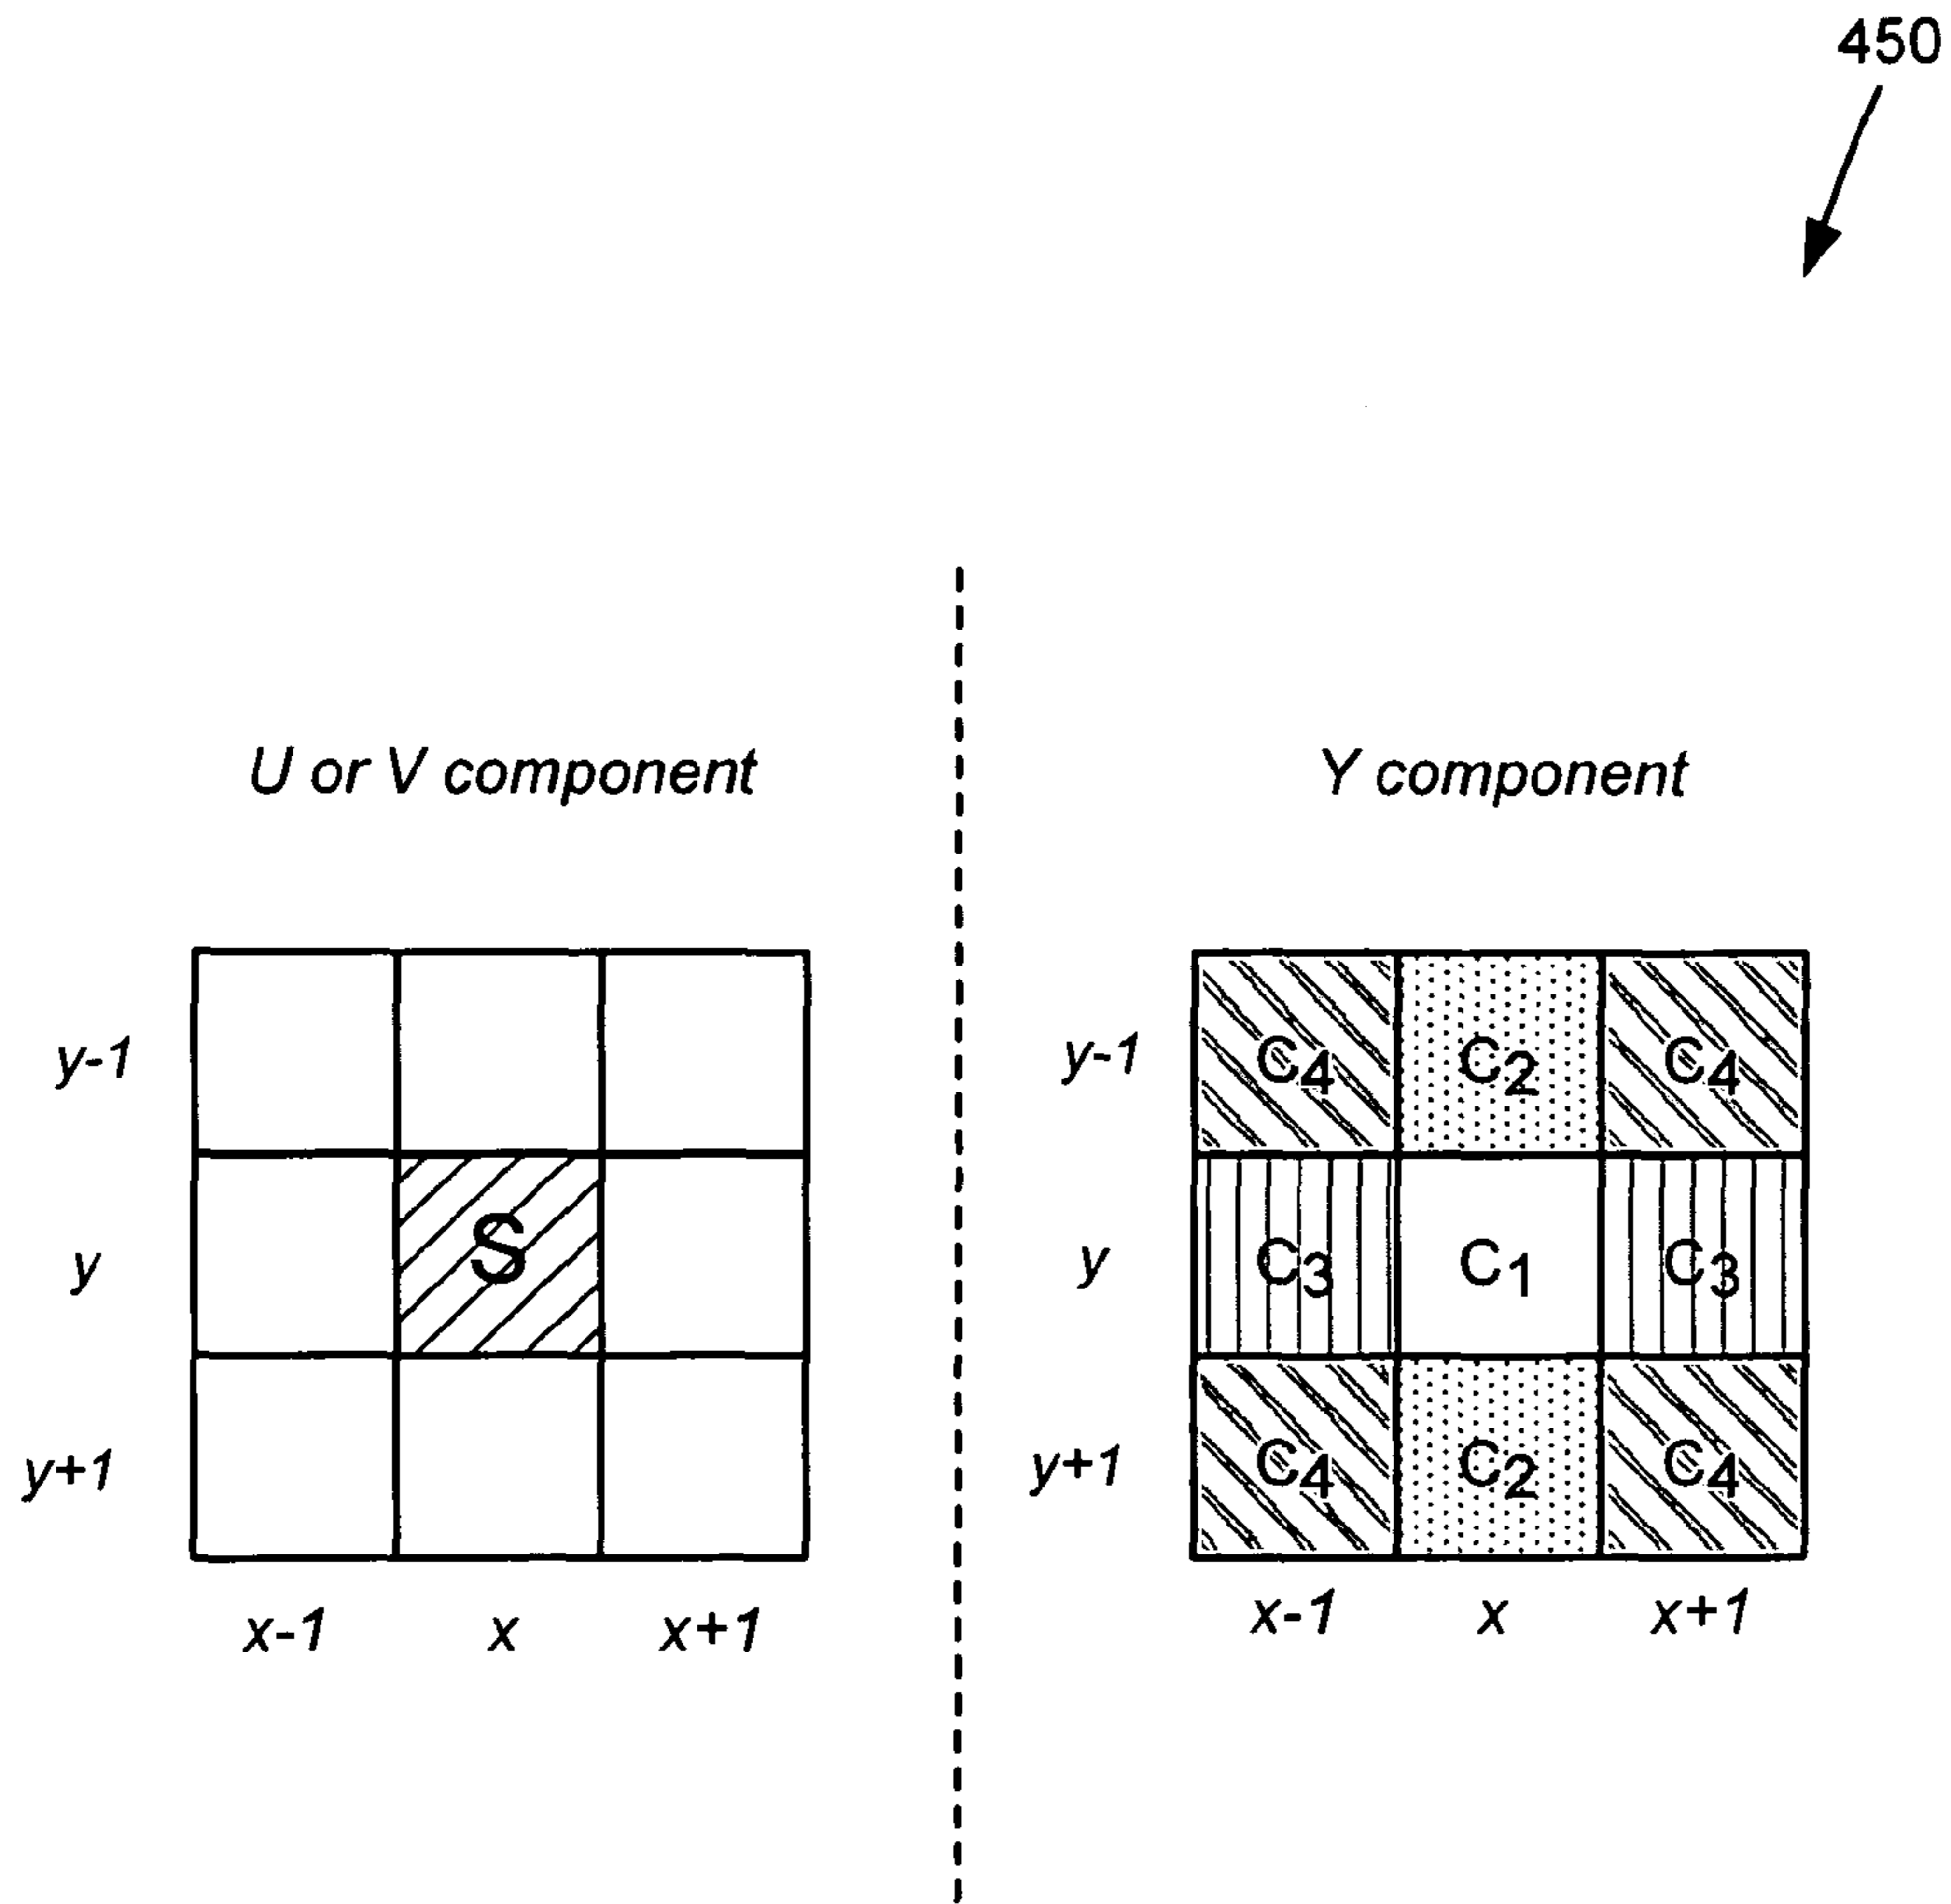 450
U or V component
y-1
y S
y+1
x-1 x x+1
Y component
y-1 C4 C2 C4
y C3 C1 C3
y+1 C4 C2 C4
x-1 x x+1